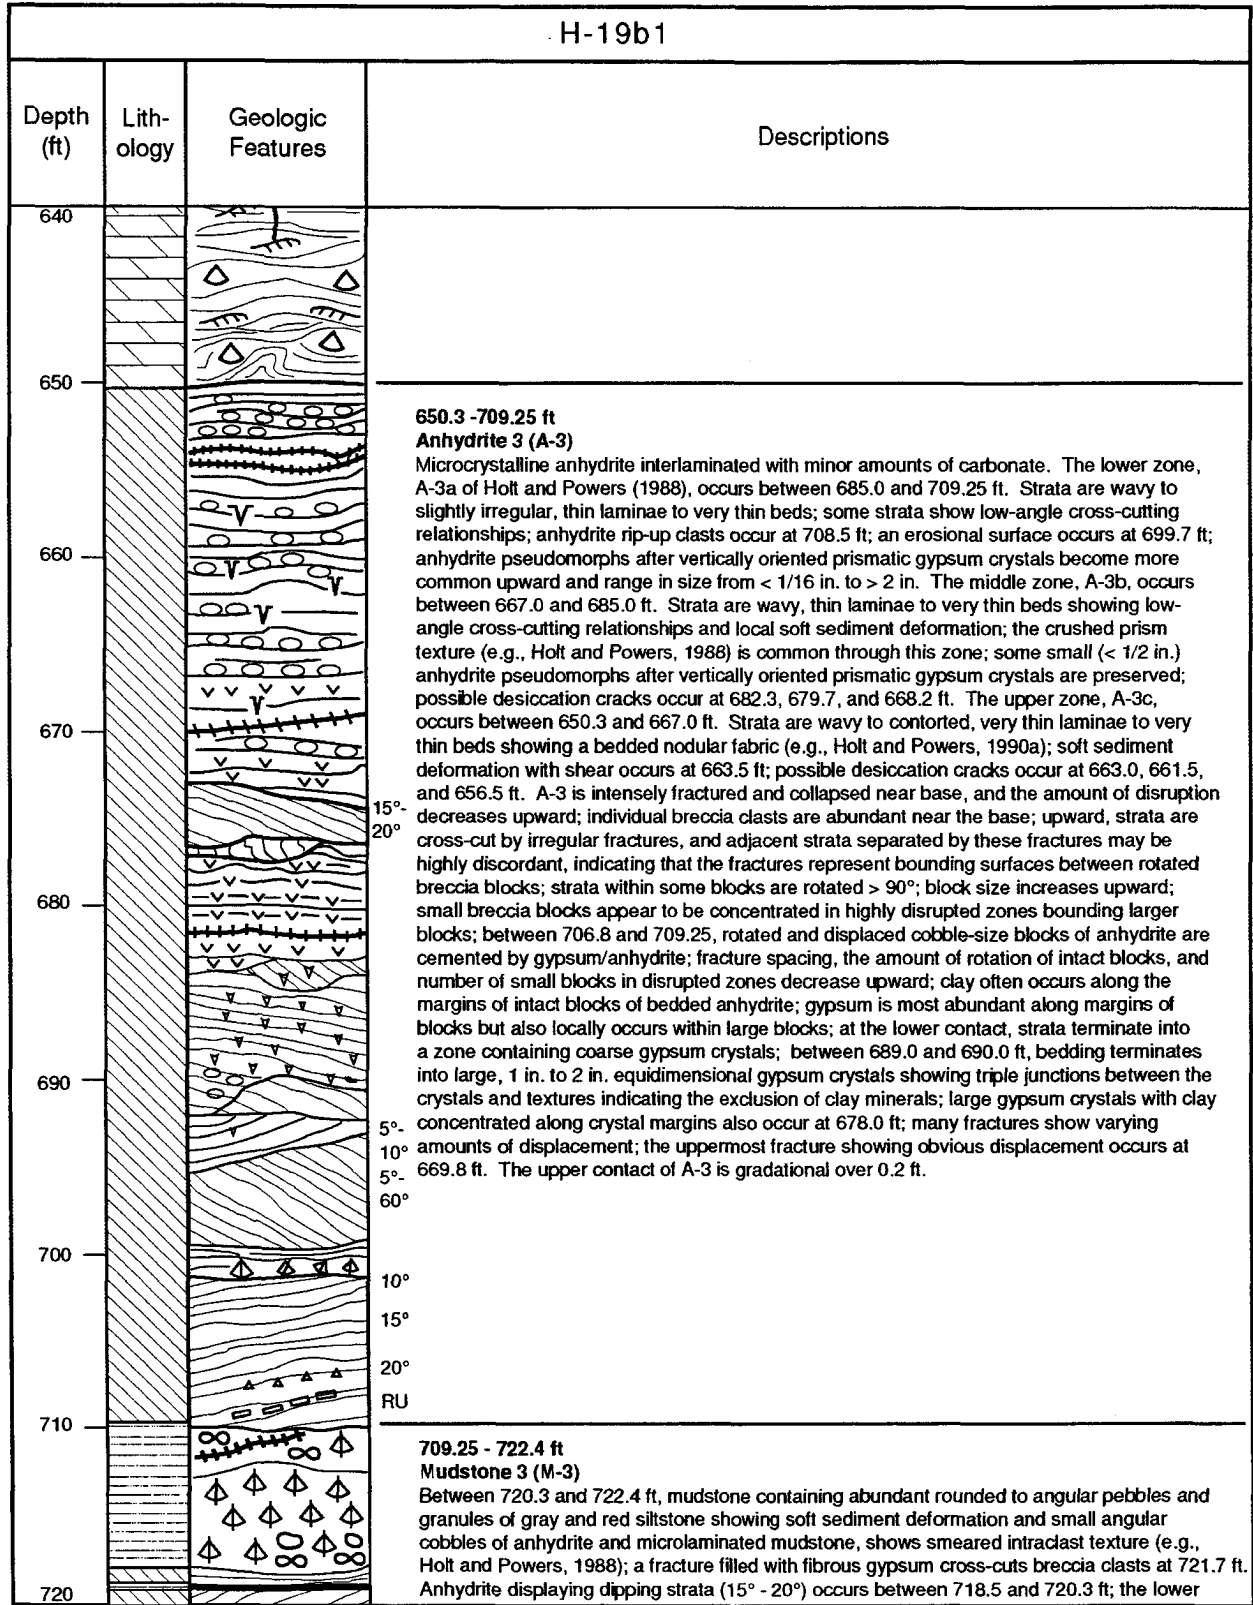 H-19b1
Depth
(ft)
Lith-
ology
Geologic
Features
Descriptions
640
650
650.3 -709.25 ft
Anhydrite 3 (A-3)
Microcrystalline anhydrite interlaminated with minor amounts of carbonate. The lower zone,
A-3a of Holt and Powers (1988), occurs between 685.0 and 709.25 ft. Strata are wavy to
slightly irregular, thin laminae to very thin beds; some strata show low-angle cross-cutting
relationships; anhydrite rip-up clasts occur at 708.5 ft; an erosional surface occurs at 699.7 ft;
660
anhydrite pseudomorphs after vertically oriented prismatic gypsum crystals become more
common upward and range in size from < 1/16 in. to > 2 in. The middle zone, A-3b, occurs
between 667.0 and 685.0 ft. Strata are wavy, thin laminae to very thin beds showing low-
angle cross-cutting relationships and local soft sediment deformation; the crushed prism
texture (e.g., Holt and Powers, 1988) is common through this zone; some small (< 1/2 in.)
anhydrite pseudomorphs after vertically oriented prismatic gypsum crystals are preserved;
possible desiccation cracks occur at 682.3, 679.7, and 668.2 ft. The upper zone, A-3c,
occurs between 650.3 and 667.0 ft. Strata are wavy to contorted, very thin laminae to very
670
thin beds showing a bedded nodular fabric (e.g., Holt and Powers, 1990a); soft sediment
deformation with shear occurs at 663.5 ft; possible desiccation cracks occur at 663.0, 661.5,
and 656.5 ft. A-3 is intensely fractured and collapsed near base, and the amount of disruption
15°-
20°
decreases upward; individual breccia clasts are abundant near the base; upward, strata are
cross-cut by irregular fractures, and adjacent strata separated by these fractures may be
highly discordant, indicating that the fractures represent bounding surfaces between rotated
breccia blocks; strata within some blocks are rotated > 90°; block size increases upward;
680
small breccia blocks appear to be concentrated in highly disrupted zones bounding larger
blocks; between 706.8 and 709.25, rotated and displaced cobble-size blocks of anhydrite are
cemented by gypsum/anhydrite; fracture spacing, the amount of rotation of intact blocks, and
number of small blocks in disrupted zones decrease upward; clay often occurs along the
margins of intact blocks of bedded anhydrite; gypsum is most abundant along margins of
blocks but also locally occurs within large blocks; at the lower contact, strata terminate into
a zone containing coarse gypsum crystals; between 689.0 and 690.0 ft, bedding terminates
690
into large, 1 in. to 2 in. equidimensional gypsum crystals showing triple junctions between the
crystals and textures indicating the exclusion of clay minerals; large gypsum crystals with clay
concentrated along crystal margins also occur at 678.0 ft; many fractures show varying
5°-
10°
amounts of displacement; the uppermost fracture showing obvious displacement occurs at
669.8 ft. The upper contact of A-3 is gradational over 0.2 ft.
5°-
60°
700
10°
15°
20°
RU
710
709.25 - 722.4 ft
Mudstone 3 (M-3)
Between 720.3 and 722.4 ft, mudstone containing abundant rounded to angular pebbles and
granules of gray and red siltstone showing soft sediment deformation and small angular
cobbles of anhydrite and microlaminated mudstone, shows smeared intraclast texture (e.g.,
Holt and Powers, 1988); a fracture filled with fibrous gypsum cross-cuts breccia clasts at 721.7 ft.
720
Anhydrite displaying dipping strata (15° - 20°) occurs between 718.5 and 720.3 ft; the lower